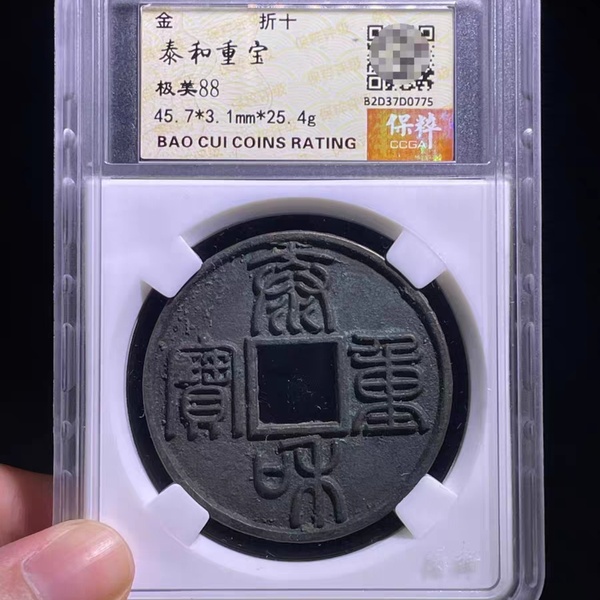 金 折十
泰和重宝
极美88
45.7*3.1mm*25.4g
BAO CUI COINS RATING
B2D37D0775
保粹
CCGA
泰
寶 重
和